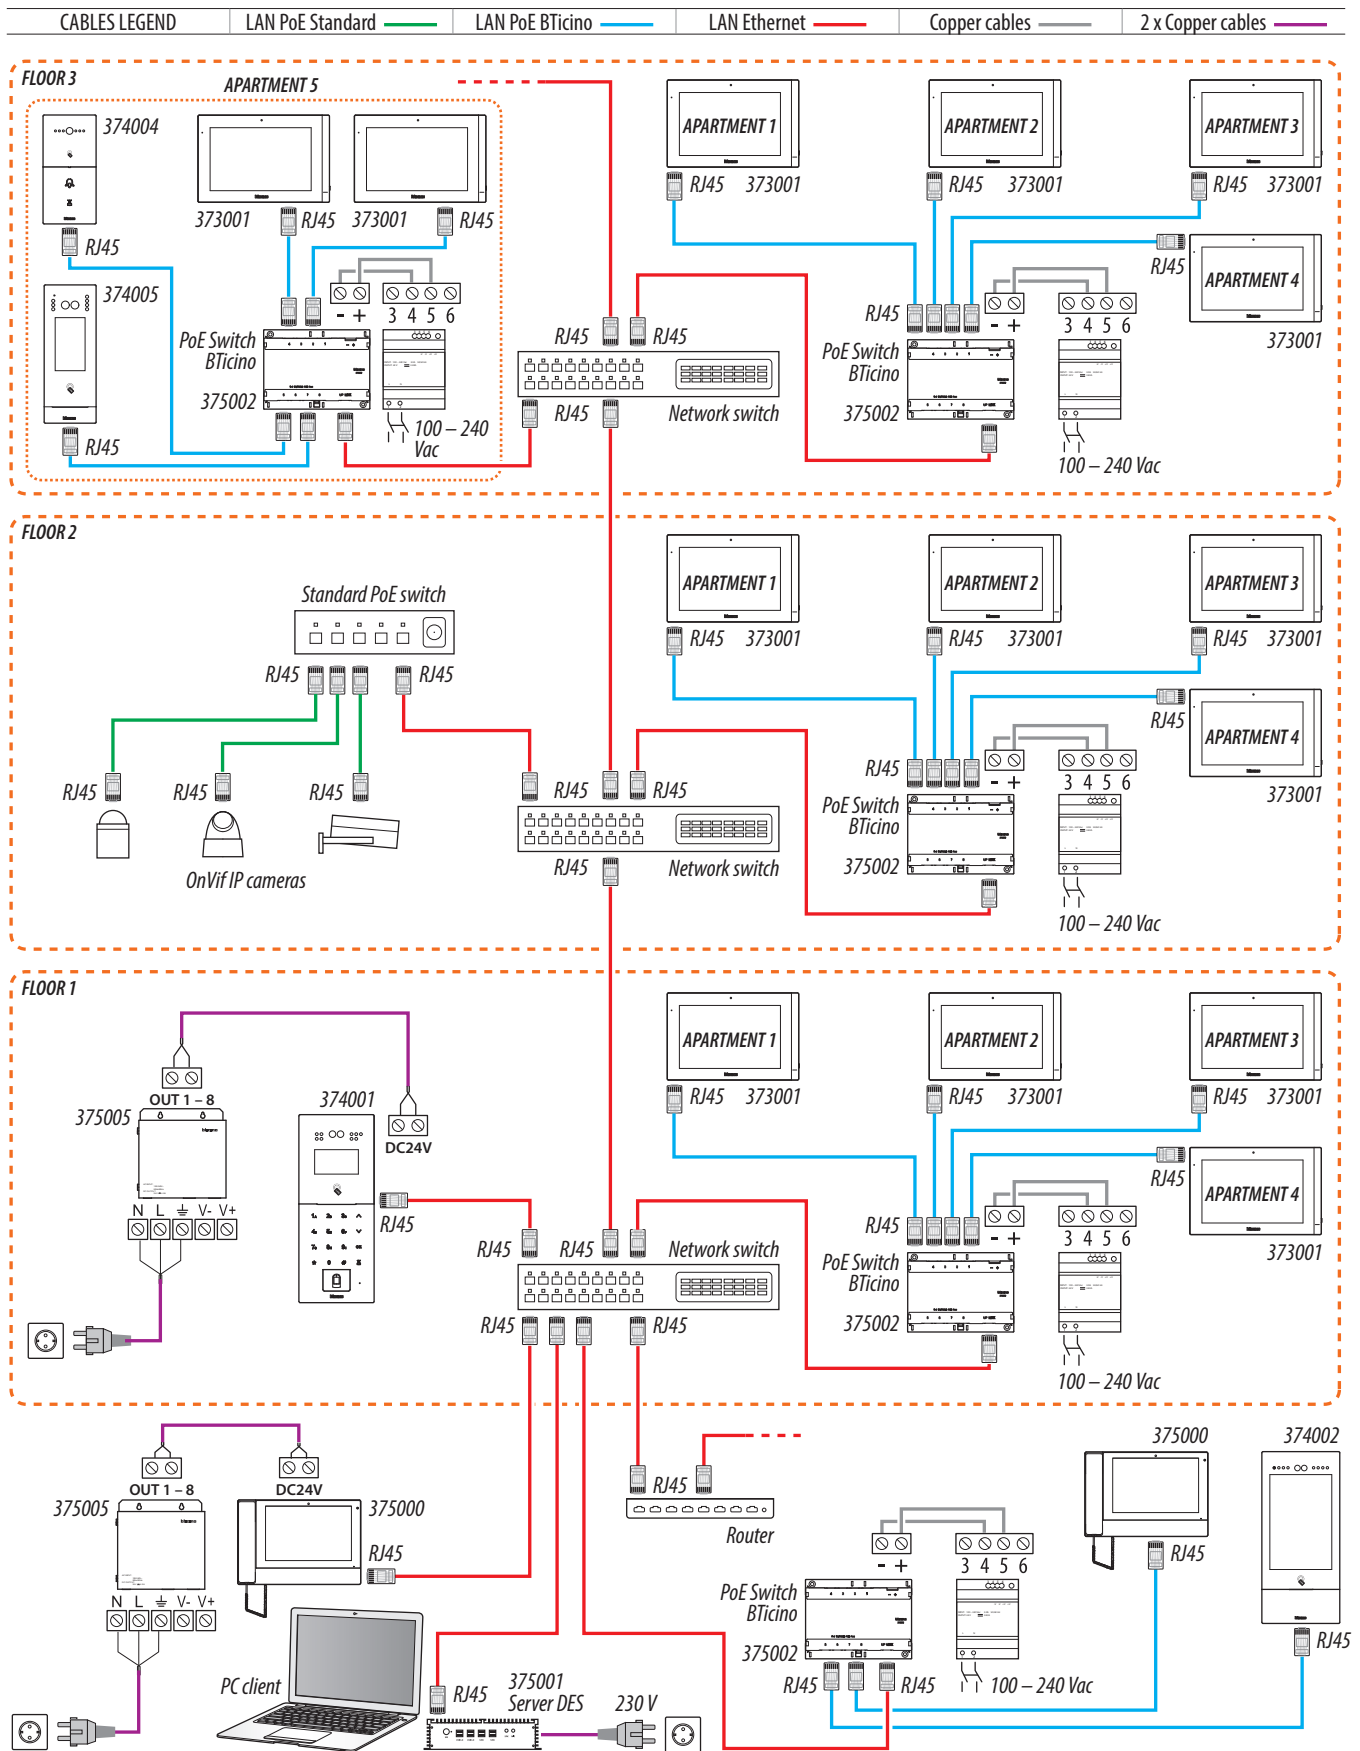 CABLES LEGEND LAN PoE Standard LAN PoE BTicino LAN Ethernet Copper cables 2 x Copper cables
FLOOR 3
APARTMENT 5
374004
373001 RJ45 373001 RJ45
RJ45
374005
- + 3 4 5 6
PoE Switch
BTicino
375002
100 – 240
Vac
RJ45
APARTMENT 1 APARTMENT 2 APARTMENT 3
RJ45 373001 RJ45 373001 RJ45 373001
RJ45
APARTMENT 4
373001
RJ45 RJ45
RJ45
Network switch
RJ45
- + 3 4 5 6
PoE Switch
BTicino
375002
100 – 240 Vac
FLOOR 2
Standard PoE switch
RJ45 RJ45
RJ45 RJ45 RJ45
OnVif IP cameras
APARTMENT 1 APARTMENT 2 APARTMENT 3
RJ45 373001 RJ45 373001 RJ45 373001
RJ45
APARTMENT 4
373001
RJ45 RJ45
RJ45
Network switch
RJ45
- + 3 4 5 6
PoE Switch
BTicino
375002
100 – 240 Vac
FLOOR 1
OUT 1 – 8
375005
374001
DC24V
N L V- V+
RJ45
APARTMENT 1 APARTMENT 2 APARTMENT 3
RJ45 373001 RJ45 373001 RJ45 373001
RJ45
APARTMENT 4
373001
RJ45 RJ45 Network switch
RJ45 RJ45
RJ45
- + 3 4 5 6
PoE Switch
BTicino
375002
100 – 240 Vac
OUT 1 – 8 DC24V
375005 375000
RJ45
N L V- V+
PC client
RJ45
375001
Server DES
230 V
RJ45
Router
- + 3 4 5 6
PoE Switch
BTicino
375002
RJ45 RJ45
100 – 240 Vac
375000
RJ45
374002
RJ45